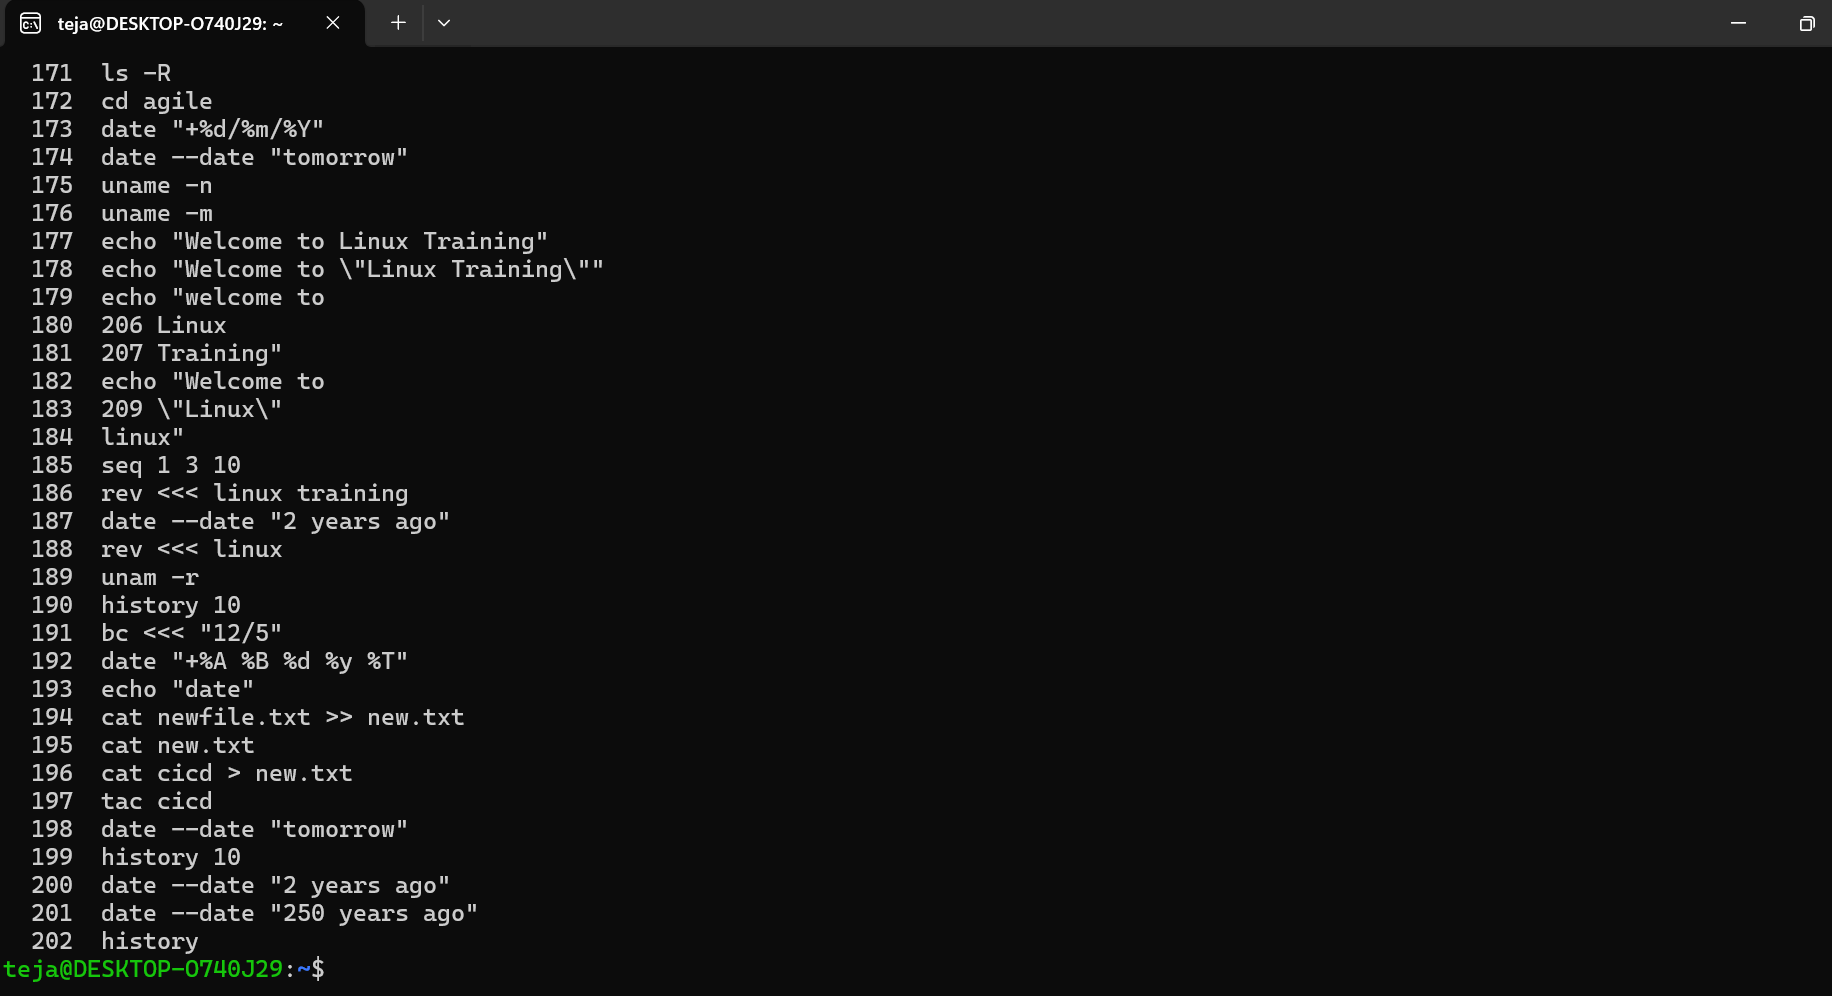 teja@DESKTOP-O740J29: ~
171 ls -R
172 cd agile
173 date "+%d/%m/%Y"
174 date --date "tomorrow"
175 uname -n
176 uname -m
177 echo "Welcome to Linux Training"
178 echo "Welcome to \"Linux Training\""
179 echo "welcome to
180 206 Linux
181 207 Training"
182 echo "Welcome to
183 209 \"Linux\"
184 linux"
185 seq 1 3 10
186 rev <<< linux training
187 date --date "2 years ago"
188 rev <<< linux
189 unam -r
190 history 10
191 bc <<< "12/5"
192 date "+%A %B %d %y %T"
193 echo "date"
194 cat newfile.txt >> new.txt
195 cat new.txt
196 cat cicd > new.txt
197 tac cicd
198 date --date "tomorrow"
199 history 10
200 date --date "2 years ago"
201 date --date "250 years ago"
202 history
teja@DESKTOP-O740J29:~$